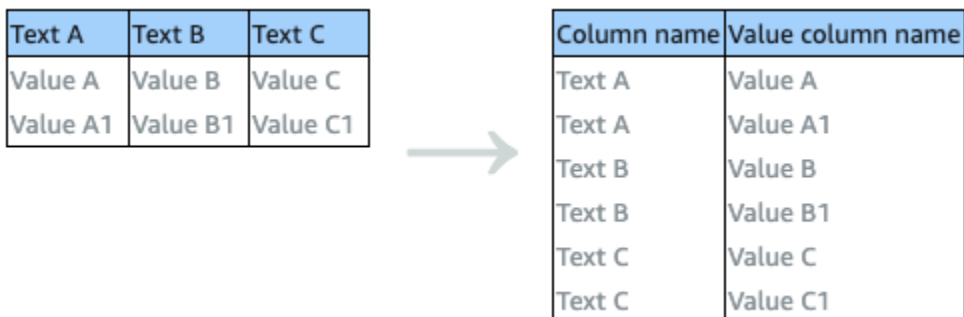 Text A Text B Text C
Value A Value B Value C
Value A1 Value B1 Value C1
Column name Value column name
Text A Value A
Text A Value A1
Text B Value B
Text B Value B1
Text C Value C
Text C Value C1